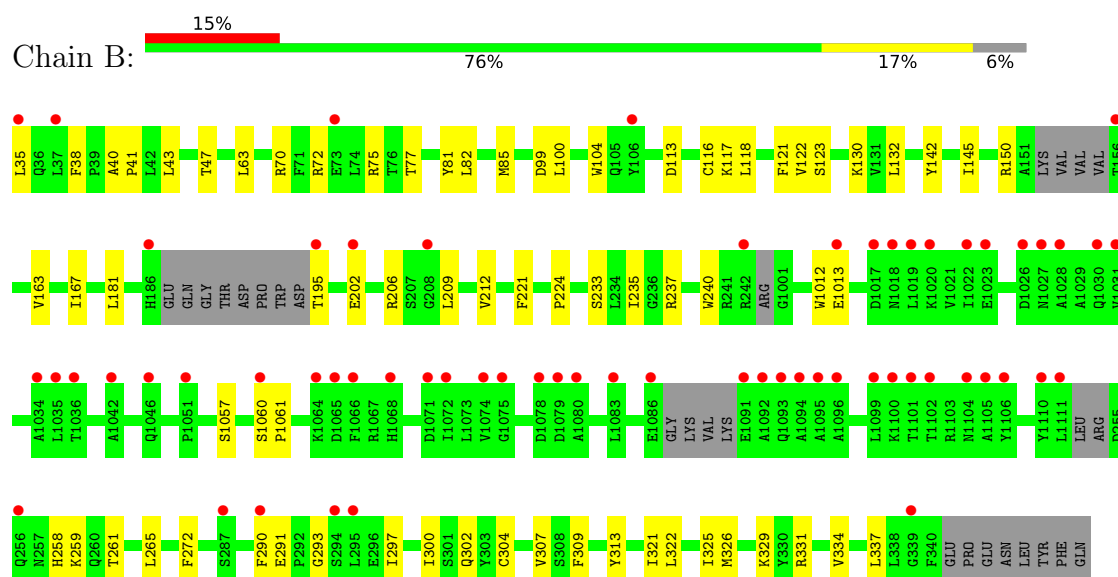 15%
Chain B:
76% 17% 6%
L35 Q36 L37 F38 P39 A40 P41 L42 L43 T47 L63 R70 F71 R72 E73 L74 R75 T76 T77 Y81 L82 M85 D99 L100 W104 Q105 Y106 D113 C116 K117 L118 F121 V122 S123 K130 V131 L132 Y142 I145 R150 A151 LYS VAL VAL VAL T156
V163 I167 L181 H186 GLU GLN GLY THR ASP PRO TRP ASP T195 E202 R206 S207 G208 L209 V212 F221 P224 S233 L234 I235 G236 R237 W240 R241 R242 ARG G1001 W1012 E1013 D1017 N1018 L1019 K1020 V1021 I1022 E1023 D1026 N1027 A1028 A1029 Q1030 D1031
A1034 L1035 T1036 A1042 Q1046 P1051 S1057 S1060 P1061 K1064 D1065 F1066 R1067 H1068 D1071 I1072 L1073 V1074 G1075 D1078 D1079 A1080 L1083 E1086 GLY LYS VAL LYS E1091 A1092 Q1093 A1094 A1095 A1096 L1099 K1100 T1101 T1102 R1103 N1104 A1105 Y1106 Y1110 L1111 LEU ARG D255
Q256 N257 H258 K259 Q260 T261 L265 F272 S287 F290 E291 P292 G293 S294 L295 E296 I297 I300 S301 Q302 Y303 C304 V307 S308 F309 Y313 I321 L322 I325 M326 K329 Y330 R331 V334 L337 L338 G339 F340 GLU PRO GLU ASN LEU TYR PHE GLN